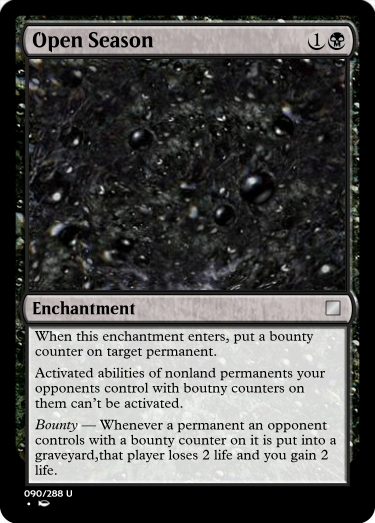 Open Season 1
Enchantment
When this enchantment enters, put a bounty
counter on target permanent.
Activated abilities of nonland permanents your
opponents control with boutny counters on
them can't be activated.
Bounty — Whenever a permanent an opponent
controls with a bounty counter on it is put into a
graveyard,that player loses 2 life and you gain 2
life.
090/288 U